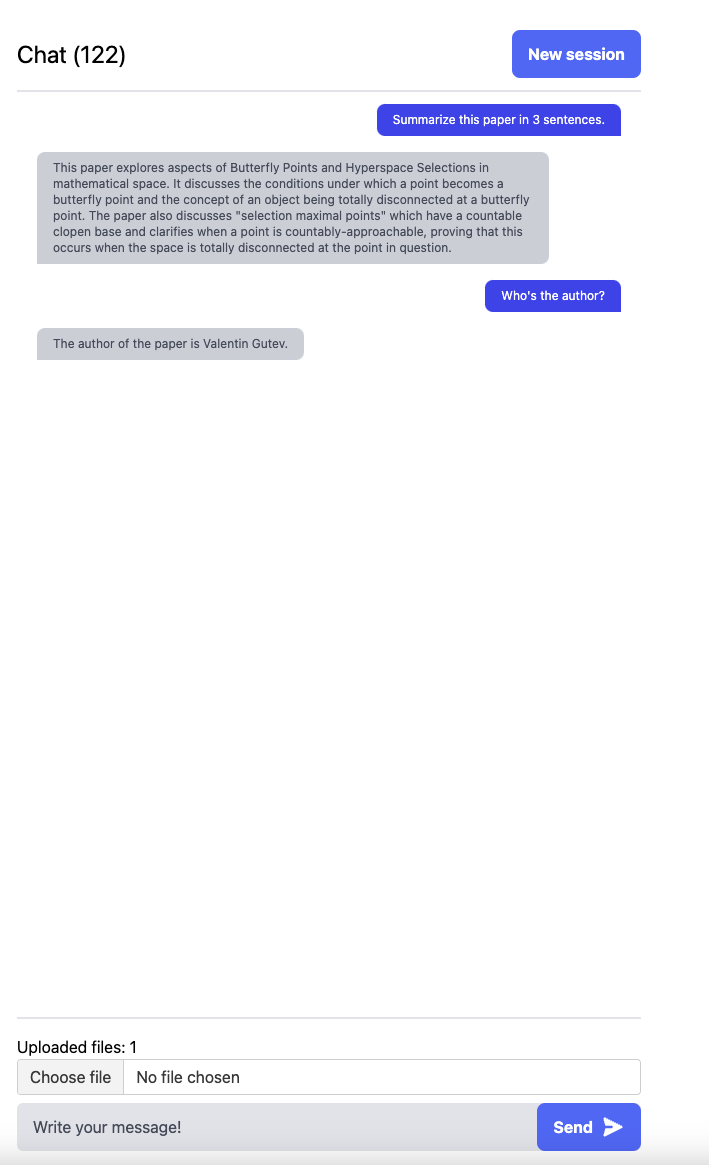 Chat (122)
New session
Summarize this paper in 3 sentences.
This paper explores aspects of Butterfly Points and Hyperspace Selections in
mathematical space. It discusses the conditions under which a point becomes a
butterfly point and the concept of an object being totally disconnected at a butterfly
point. The paper also discusses "selection maximal points" which have a countable
clopen base and clarifies when a point is countably-approachable, proving that this
occurs when the space is totally disconnected at the point in question.
Who's the author?
The author of the paper is Valentin Gutev.
Uploaded files: 1
Choose file No file chosen
Write your message!
Send